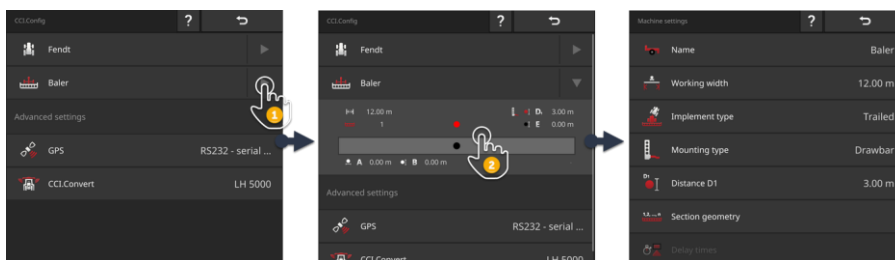 CCI.Config
?
Fendt
Baler
Advanced settings
GPS RS232 - serial ...
CCI.Convert LH 5000
1
CCI.Config
?
Fendt
Baler
12.00 m D1 3.00 m
1 E 0.00 m
A 0.00 m B 0.00 m
2
Advanced settings
GPS RS232 - serial ...
CCI.Convert LH 5000
Machine settings
?
Name Baler
Working width 12.00 m
Implement type Trailed
Mounting type Drawbar
D1 Distance D1 3.00 m
Section geometry
Delay times